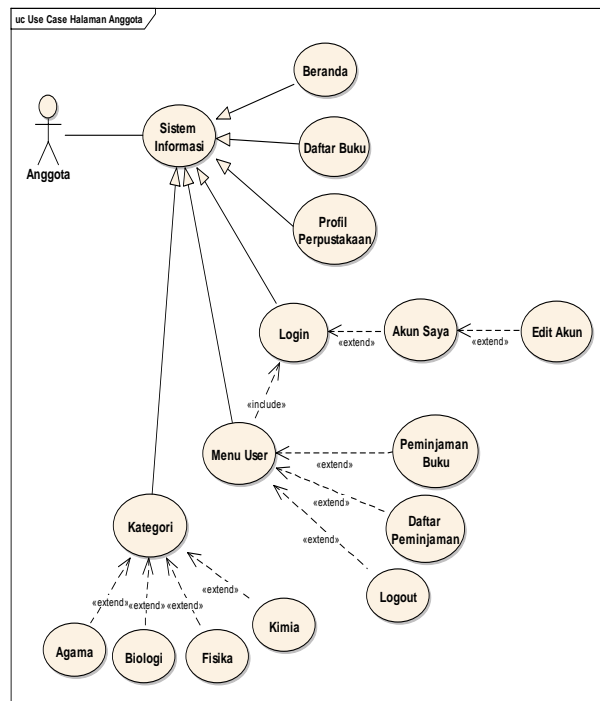 uc Use Case Halaman Anggota
Beranda
Sistem
Informasi
Anggota
Daftar Buku
Profil
Perpustakaan
Login
«extend»
Akun Saya
«extend»
Edit Akun
«include»
Menu User
«extend»
Peminjaman
Buku
«extend»
Daftar
Peminjaman
«extend»
Logout
Kategori
«extend»
«extend»
«extend»
«extend»
Agama
Biologi
Fisika
Kimia